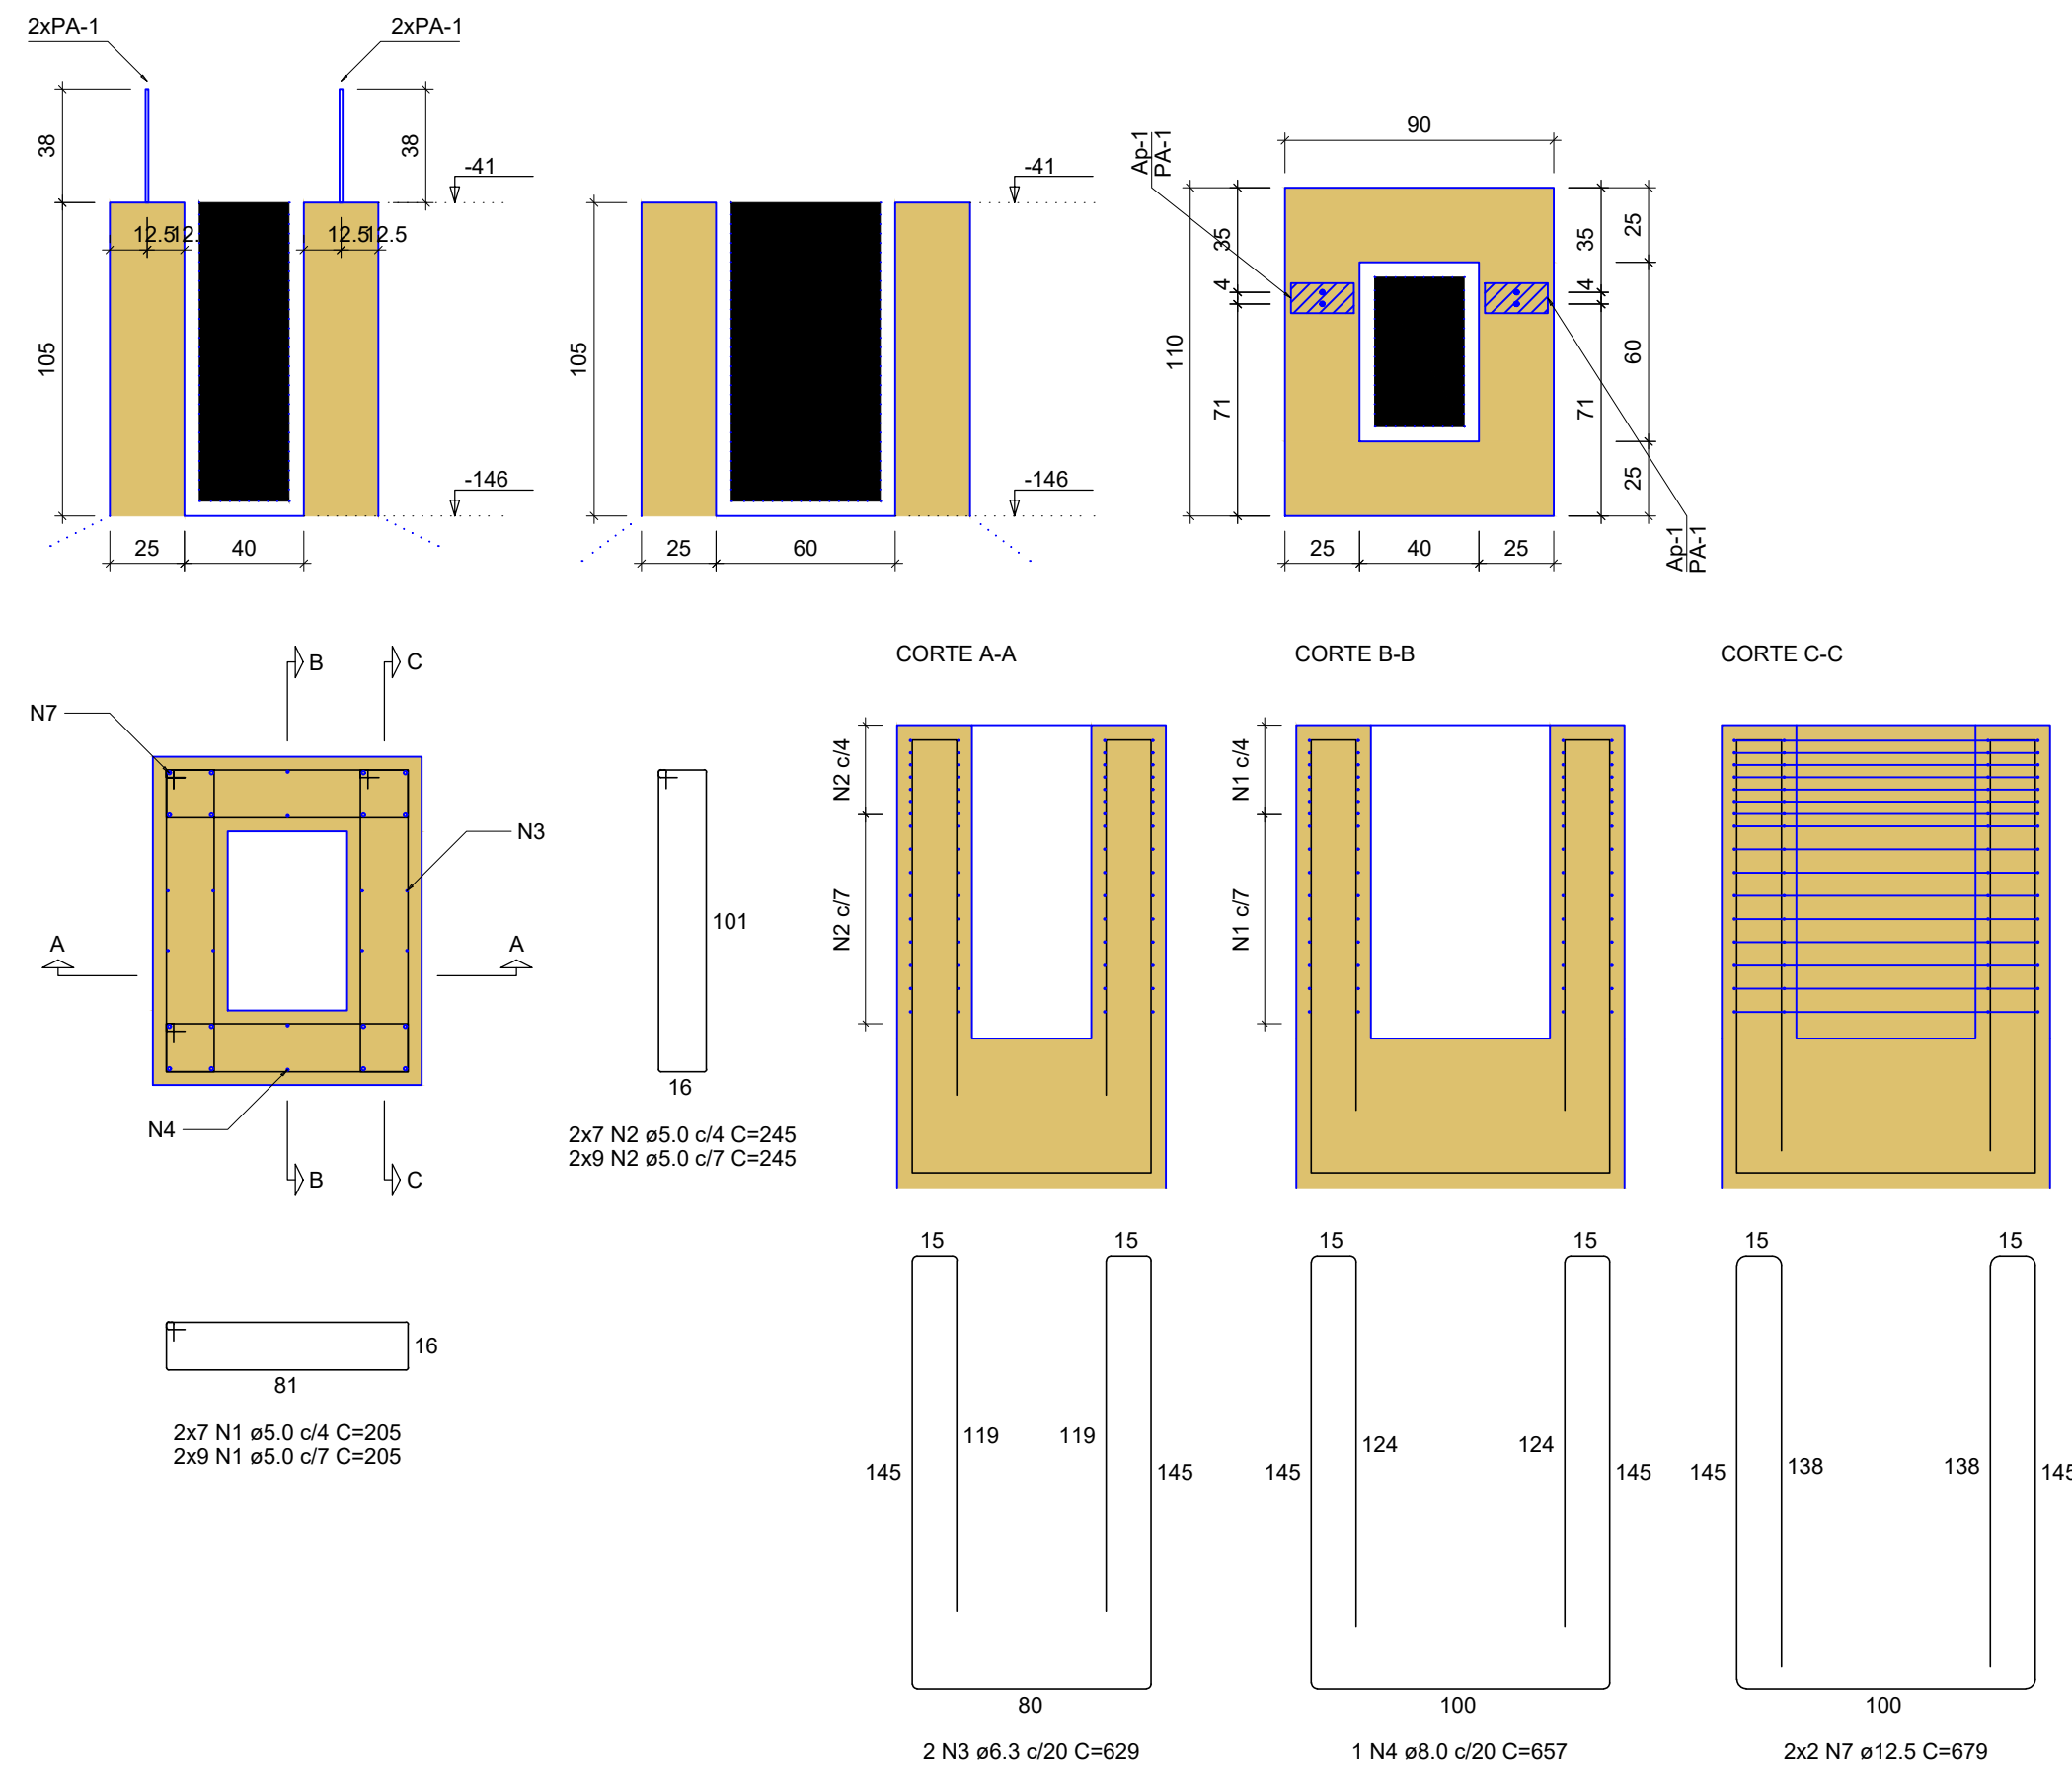 2xPA-1
2xPA-1
38
38
-41
12.5
12.
12.5
12.5
105
-146
25
40
-41
105
-146
25
60
90
Ap-1
PA-1
35
4
71
110
35
4
71
25
60
25
25
40
25
Ap-1
PA-1
B
C
N7
N3
A
A
N4
B
C
101
16
2x7 N2 ø5.0 c/4 C=245
2x9 N2 ø5.0 c/7 C=245
81
16
2x7 N1 ø5.0 c/4 C=205
2x9 N1 ø5.0 c/7 C=205
CORTE A-A
N2 c/4
N2 c/7
CORTE B-B
N1 c/4
N1 c/7
CORTE C-C
15
15
119
119
145
145
80
2 N3 ø6.3 c/20 C=629
15
15
124
124
145
145
100
1 N4 ø8.0 c/20 C=657
15
15
138
138
145
145
100
2x2 N7 ø12.5 C=679